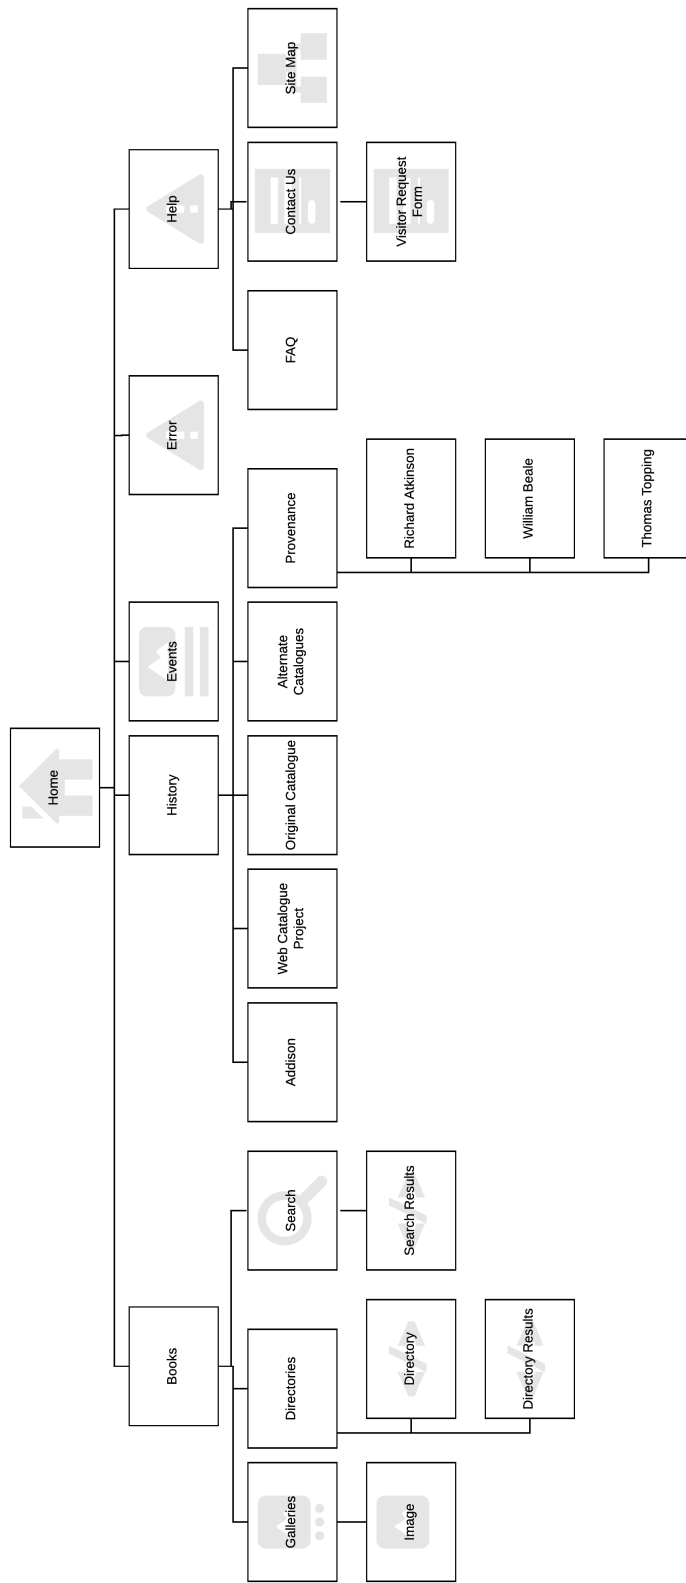 Home
Books
History
Events
Error
Help
Galleries
Directories
Search
Addison
Web Catalogue
Project
Original Catalogue
Alternate
Catalogues
Provenance
FAQ
Contact Us
Site Map
Image
Directory
Search Results
Richard Atkinson
Visitor Request
Form
Directory Results
William Beale
Thomas Topping